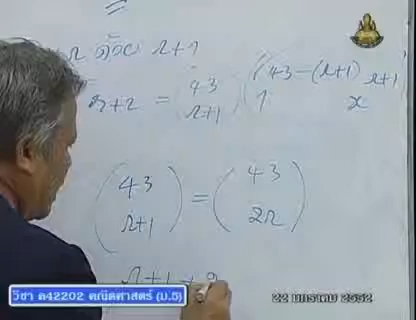 r ด้วย r+1
r+2 = (43 r+1) 1 43-(r+1) x r+1
(43 r+1) = (43 2r)
r+1 + 2
วิชา ค42202 คณิตศาสตร์ (ม.5)
22 มกราคม 2552